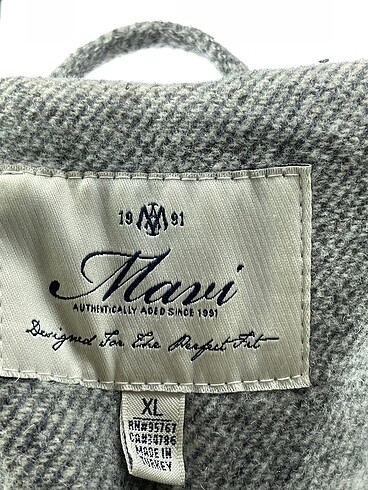 19 M 91
Mavi
AUTHENTICALLY AGED SINCE 1991
Designed For The Perfect Fit
XL
RN#95767
CA#34786
MADE IN
TURKEY